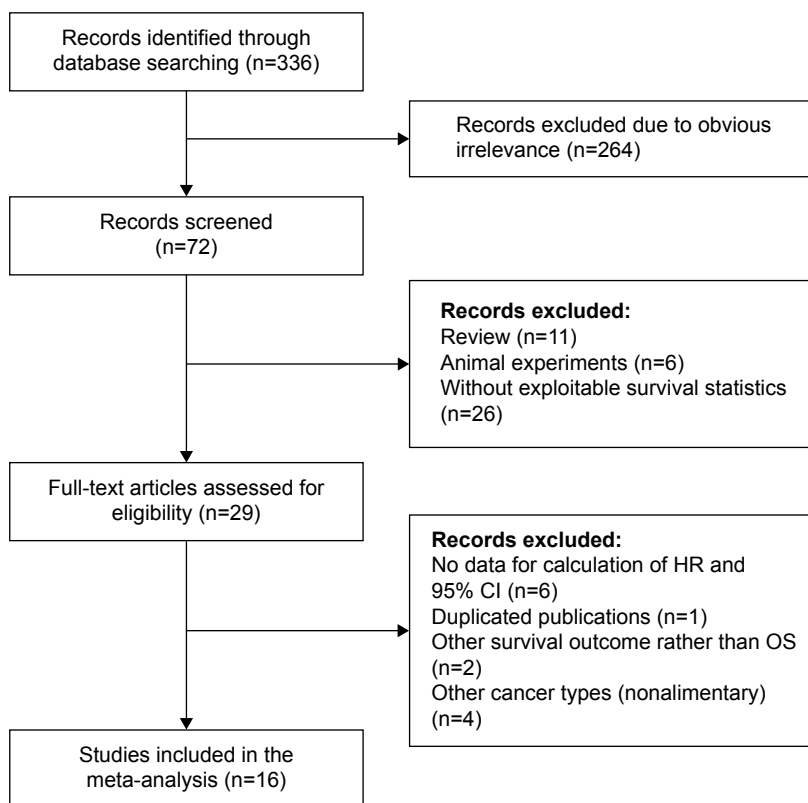 Records identified through
database searching (n=336)
Records excluded due to obvious
irrelevance (n=264)
Records screened
(n=72)
Records excluded:
Review (n=11)
Animal experiments (n=6)
Without exploitable survival statistics
(n=26)
Full-text articles assessed for
eligibility (n=29)
Records excluded:
No data for calculation of HR and
95% CI (n=6)
Duplicated publications (n=1)
Other survival outcome rather than OS
(n=2)
Other cancer types (nonalimentary)
(n=4)
Studies included in the
meta-analysis (n=16)